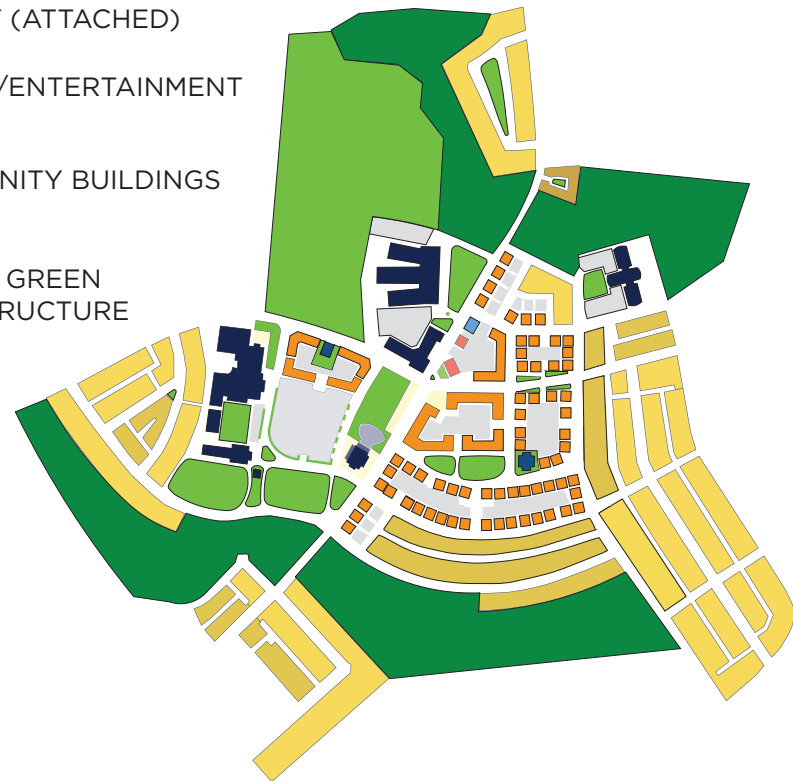 (ATTACHED)
/ENTERTAINMENT
NITY BUILDINGS
GREEN
RUCTURE